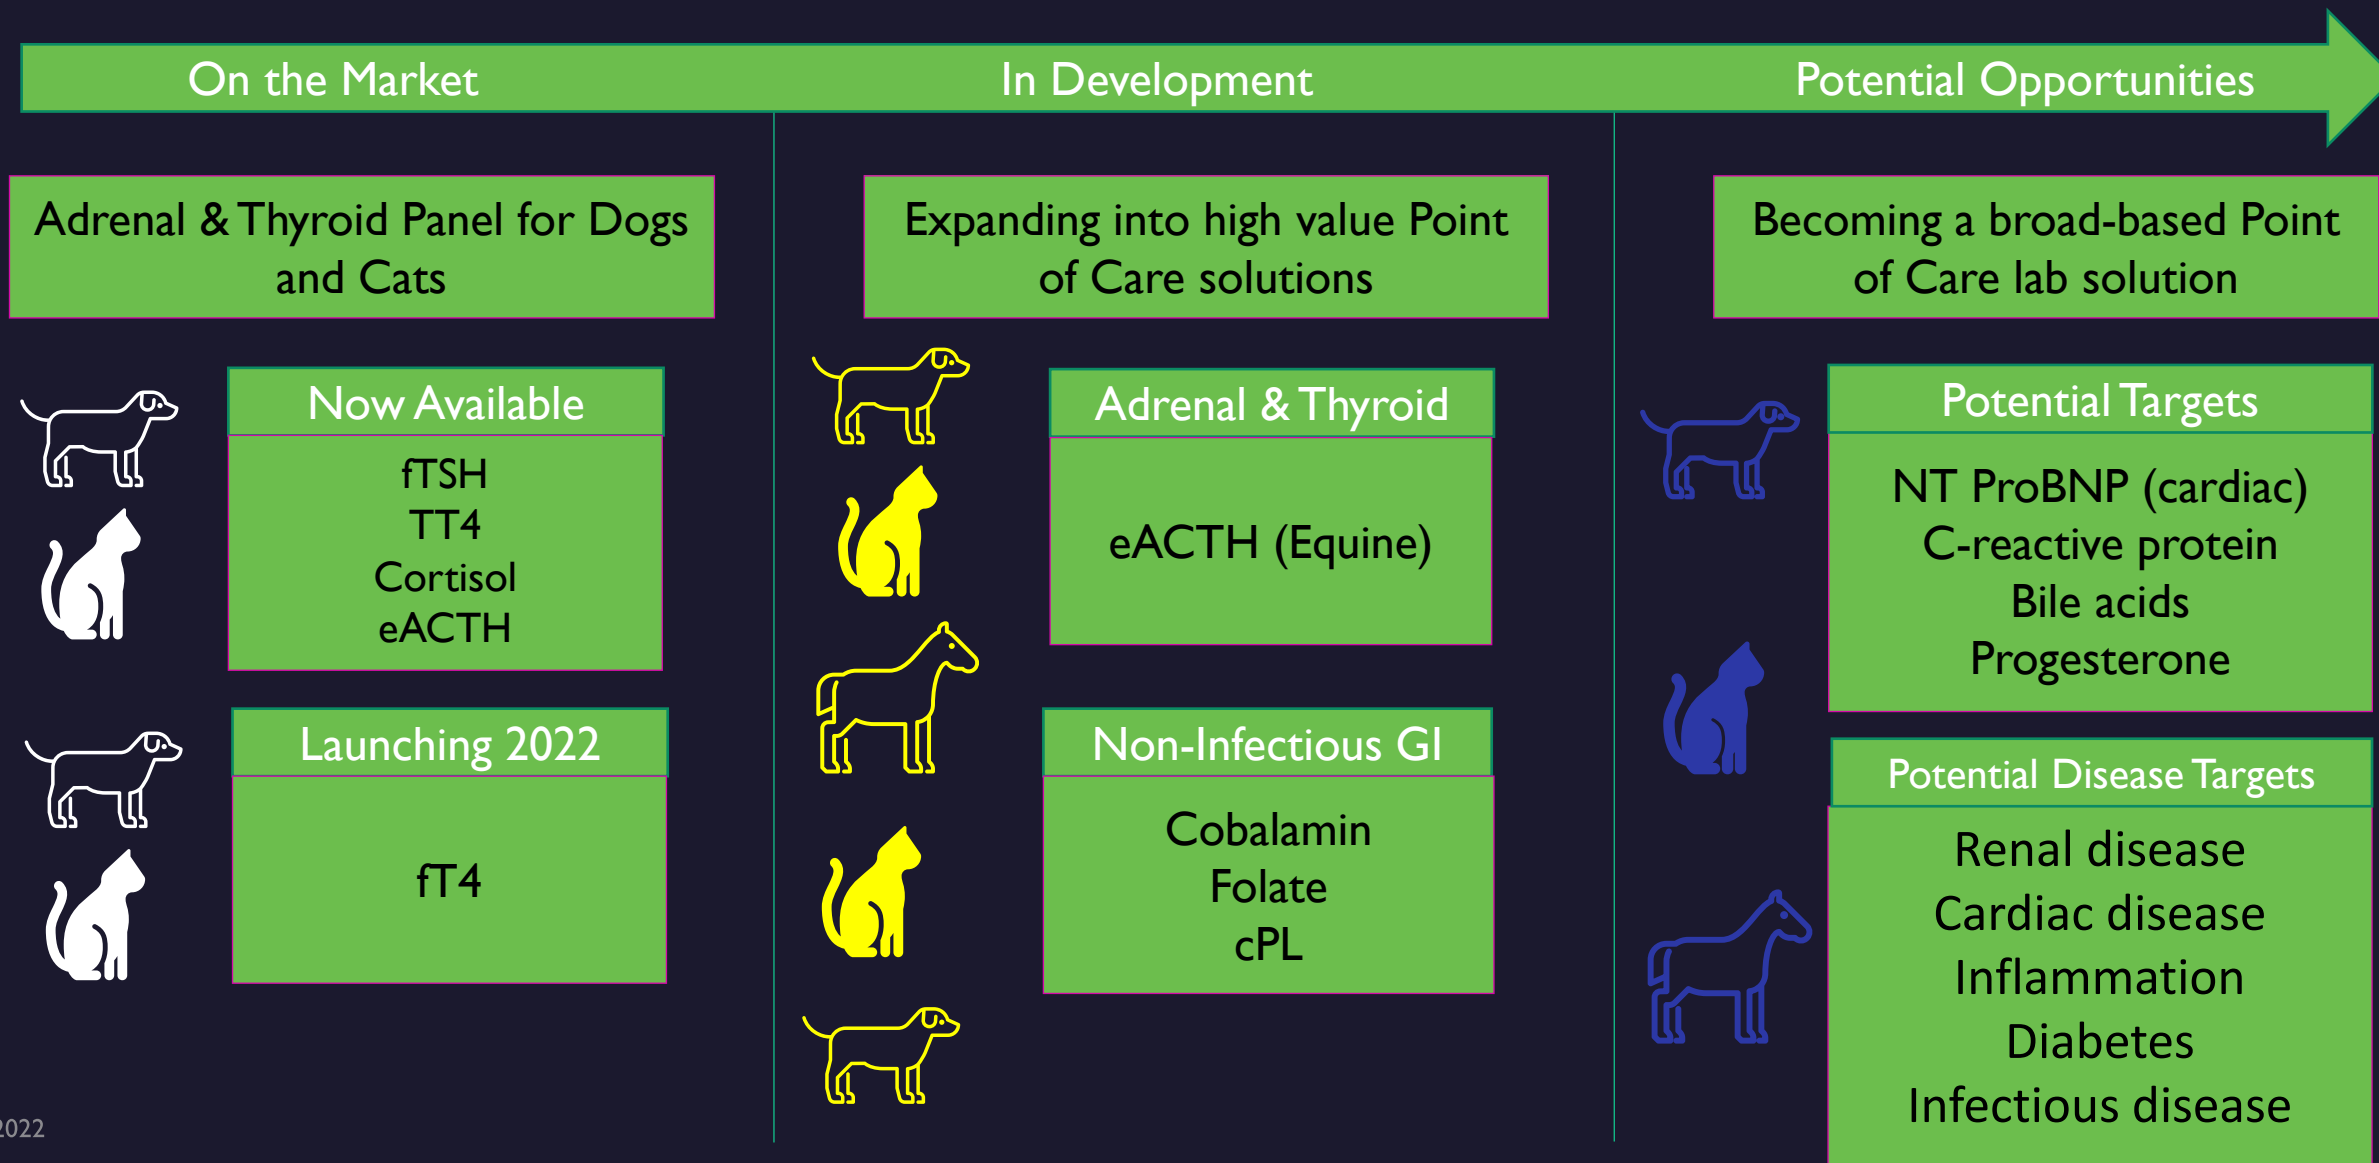 On the Market
In Development
Potential Opportunities
Adrenal & Thyroid Panel for Dogs
and Cats
Now Available
fTSH
TT4
Cortisol
eACTH
Launching 2022
fT4
Expanding into high value Point
of Care solutions
Adrenal & Thyroid
eACTH (Equine)
Non-Infectious GI
Cobalamin
Folate
cPL
Becoming a broad-based Point
of Care lab solution
Potential Targets
NT ProBNP (cardiac)
C-reactive protein
Bile acids
Progesterone
Potential Disease Targets
Renal disease
Cardiac disease
Inflammation
Diabetes
Infectious disease
2022